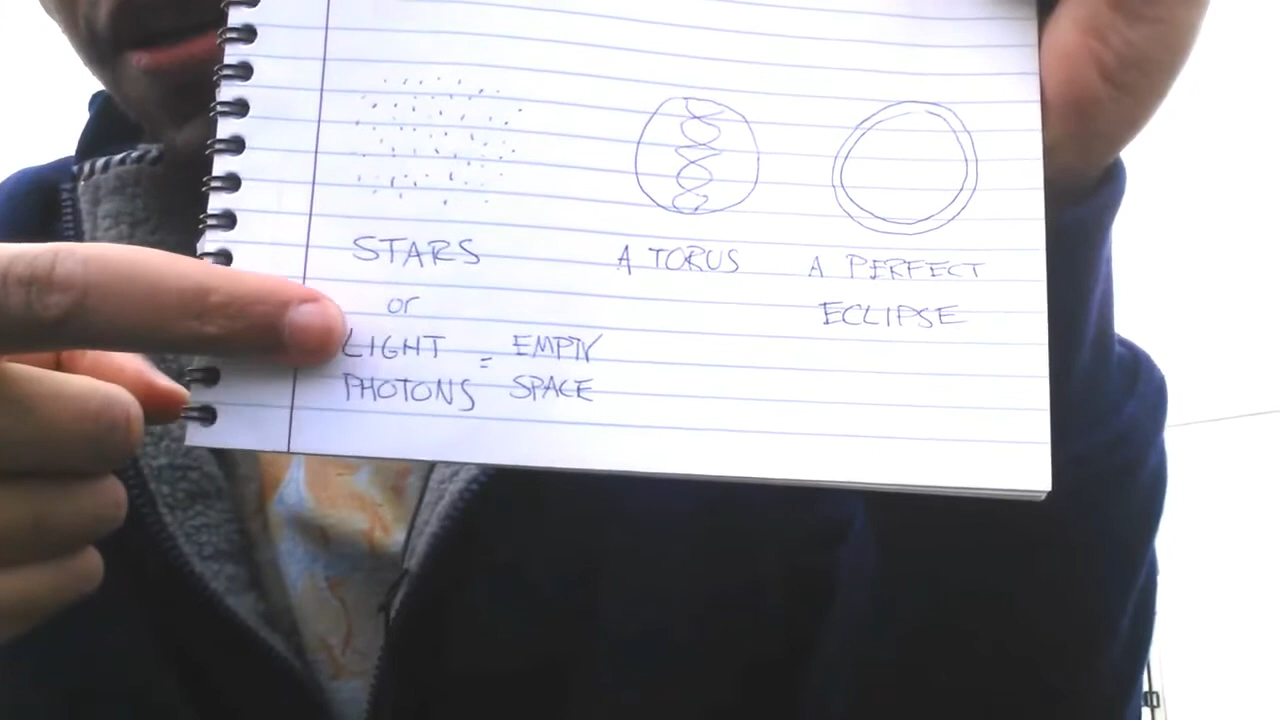 STARS
or
LIGHT = EMPTY
PHOTONS SPACE
A TORUS
A PERFECT
ECLIPSE